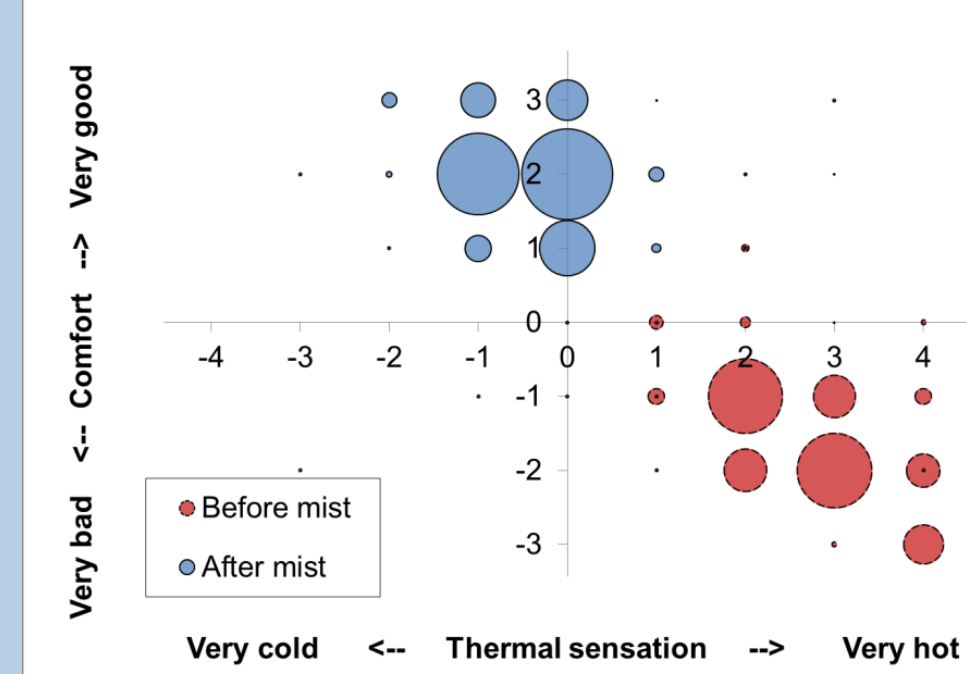 Very good
-->
Comfort
<--
Very bad
3
2
1
0
-4 -3 -2 -1 0 1 2 3 4
-1
-2
-3
Before mist
After mist
Very cold <-- Thermal sensation --> Very hot